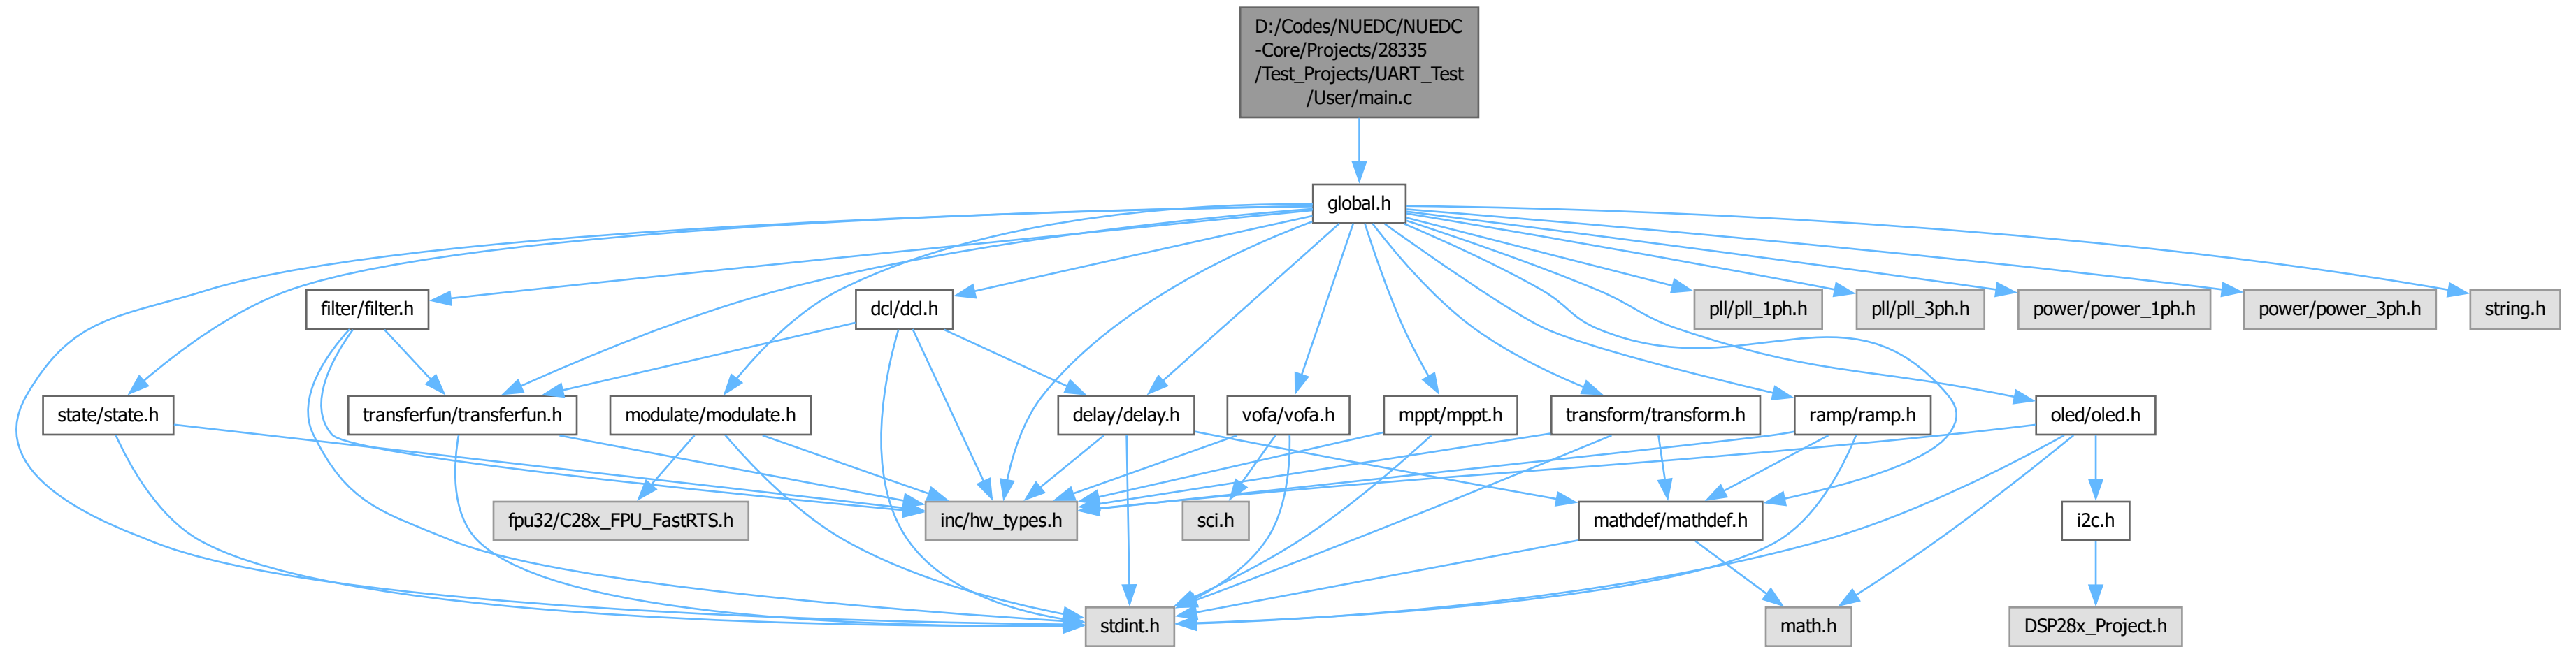 D:/Codes/NUEDC/NUEDC
-Core/Projects/28335
/Test_Projects/UART_Test
/User/main.c
global.h
filter/filter.h
dcl/dcl.h
pll/pll_1ph.h
pll/pll_3ph.h
power/power_1ph.h
power/power_3ph.h
string.h
state/state.h
transferfun/transferfun.h
modulate/modulate.h
delay/delay.h
vofa/vofa.h
mppt/mppt.h
transform/transform.h
ramp/ramp.h
oled/oled.h
fpu32/C28x_FPU_FastRTS.h
inc/hw_types.h
sci.h
mathdef/mathdef.h
i2c.h
stdint.h
math.h
DSP28x_Project.h